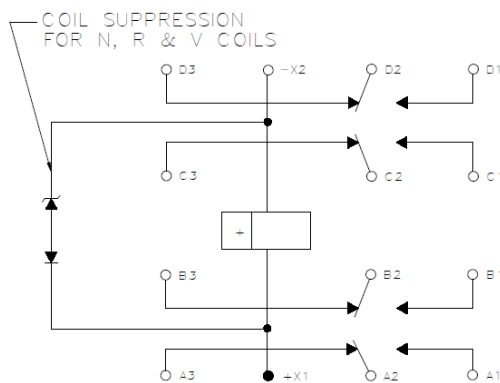 COIL SUPPRESSION
FOR N, R & V COILS
D3 -X2 D2 D1
C3 C2 C1
+
B3 B2 B1
A3 +X1 A2 A1